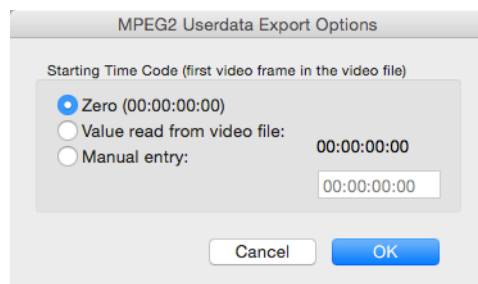 MPEG2 Userdata Export Options
Starting Time Code (first video frame in the video file)
Zero (00:00:00:00)
Value read from video file:
00:00:00:00
Manual entry:
00:00:00:00
Cancel OK